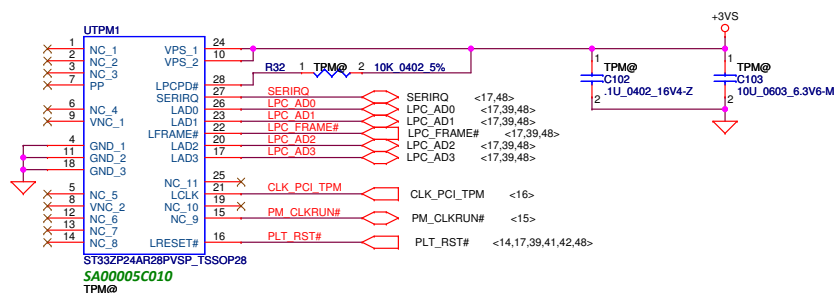 +3VS
UTPM1
1 NC_1 VPS_1 24
2 NC_2 VPS_2 10
3 NC_3
7 PP LPCPD# 28
R32 1 TPM@ 2 10K_0402_5%
TPM@
1
C102
.1U_0402_16V4-Z
2
TPM@
1
C103
10U_0603_6.3V6-M
2
SERIRQ 27 SERIRQ SERIRQ <17,48>
6 NC_4 LAD0 26 LPC_AD0 LPC_AD0 <17,39,48>
9 VNC_1 LAD1 23 LPC_AD1 LPC_AD1 <17,39,48>
LFRAME# 22 LPC_FRAME# LPC_FRAME# <17,39,48>
4 GND_1 LAD2 20 LPC_AD2 LPC_AD2 <17,39,48>
11 GND_2 LAD3 17 LPC_AD3 LPC_AD3 <17,39,48>
18 GND_3
NC_11 25
5 NC_5 LCLK 21 CLK_PCI_TPM CLK_PCI_TPM <16>
8 VNC_2 NC_10 19
12 NC_6 NC_9 15 PM_CLKRUN# PM_CLKRUN# <15>
13 NC_7
14 NC_8 LRESET# 16 PLT_RST# PLT_RST# <14,17,39,41,42,48>
ST33ZP24AR28PVSP_TSSOP28
SA00005C010
TPM@